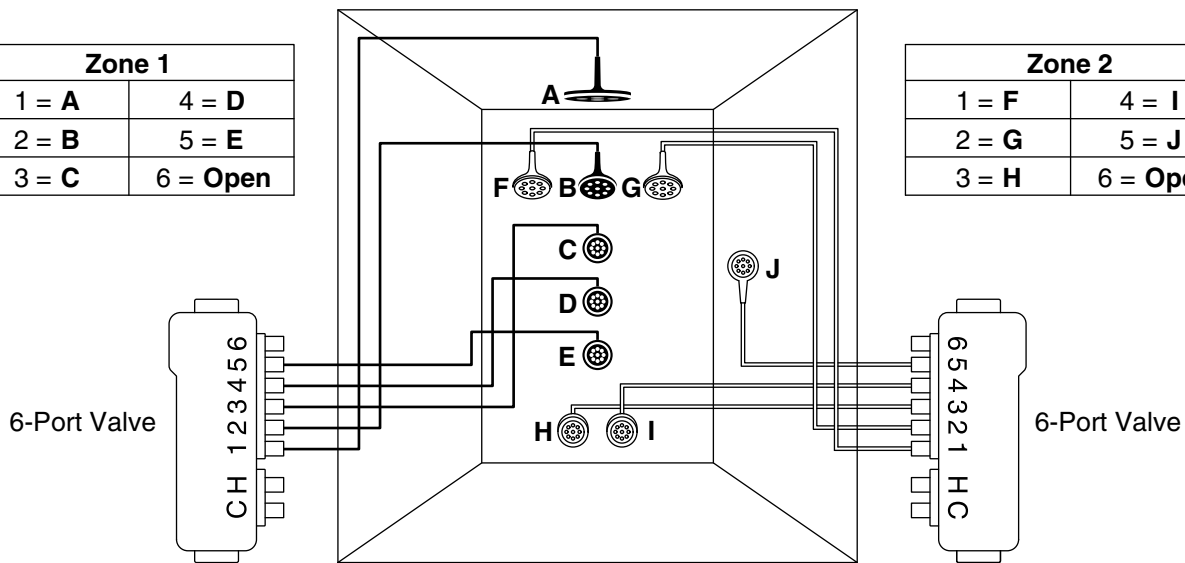 Zone 1
1 = A 4 = D
2 = B 5 = E
3 = C 6 = Open
Zone 2
1 = F 4 = I
2 = G 5 = J
3 = H 6 =
A
F B G
C
J
D
E
H I
6-Port Valve
6
5
4
3
2
1
H
C
6
5
4
3
2
1
H
C
6-Port Valve